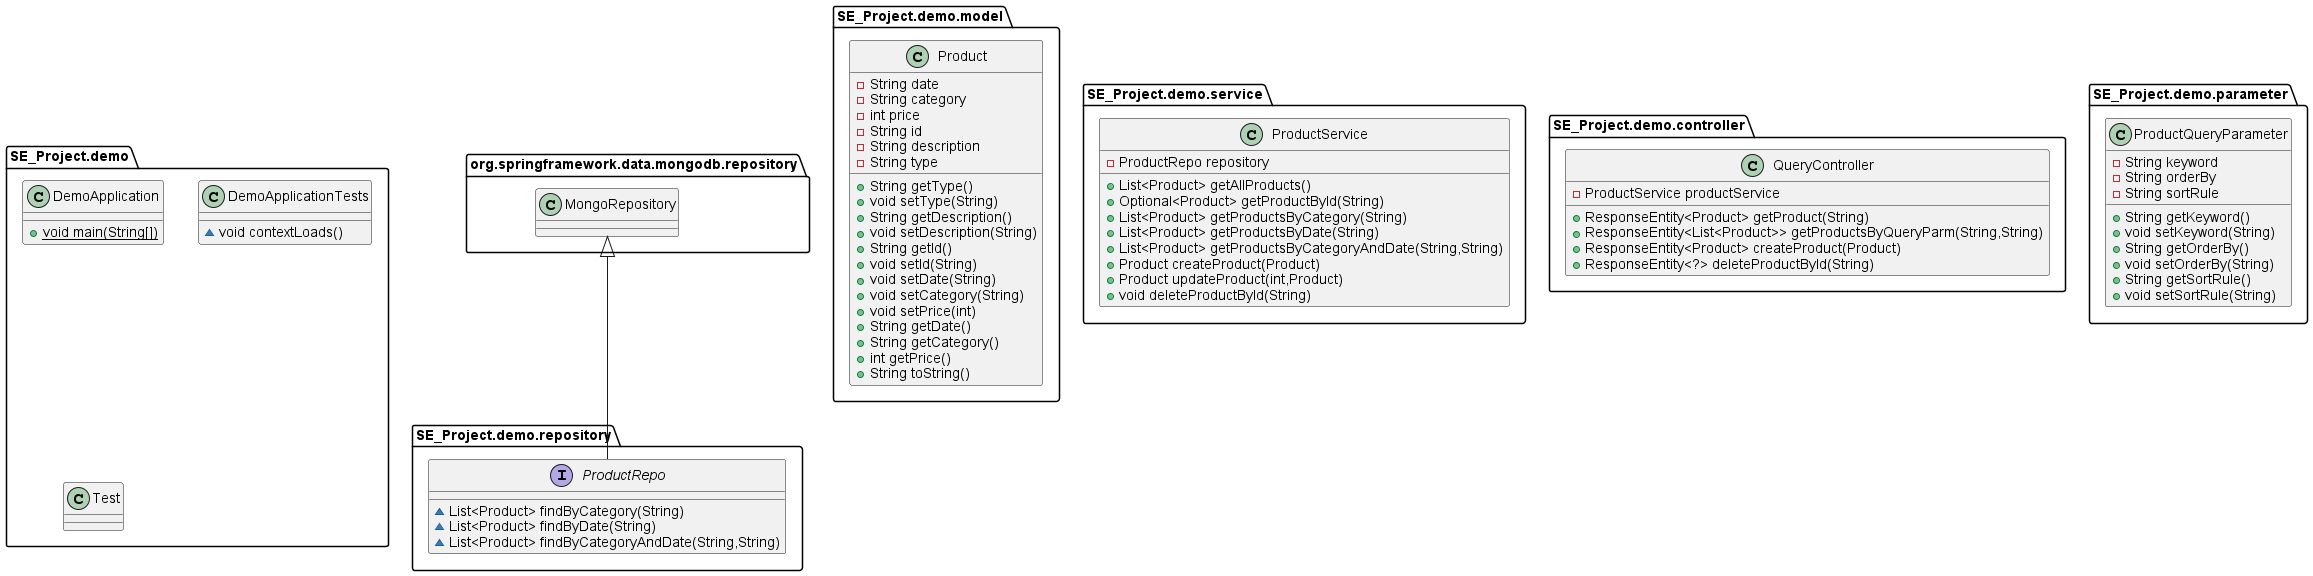 SE_Project.demo
C DemoApplication
void main(String[])
C DemoApplicationTests
void contextLoads()
C Test
org.springframework.data.mongodb.repository
C MongoRepository
SE_Project.demo.repository
I ProductRepo
List<Product> findByCategory(String)
List<Product> findByDate(String)
List<Product> findByCategoryAndDate(String,String)
SE_Project.demo.model
C Product
String date
String category
int price
String id
String description
String type
String getType()
void setType(String)
String getDescription()
void setDescription(String)
String getId()
void setId(String)
void setDate(String)
void setCategory(String)
void setPrice(int)
String getDate()
String getCategory()
int getPrice()
String toString()
SE_Project.demo.service
C ProductService
ProductRepo repository
List<Product> getAllProducts()
Optional<Product> getProductById(String)
List<Product> getProductsByCategory(String)
List<Product> getProductsByDate(String)
List<Product> getProductsByCategoryAndDate(String,String)
Product createProduct(Product)
Product updateProduct(int,Product)
void deleteProductById(String)
SE_Project.demo.controller
C QueryController
ProductService productService
ResponseEntity<Product> getProduct(String)
ResponseEntity<List<Product>> getProductsByQueryParm(String,String)
ResponseEntity<Product> createProduct(Product)
ResponseEntity<?> deleteProductById(String)
SE_Project.demo.parameter
C ProductQueryParameter
String keyword
String orderBy
String sortRule
String getKeyword()
void setKeyword(String)
String getOrderBy()
void setOrderBy(String)
String getSortRule()
void setSortRule(String)